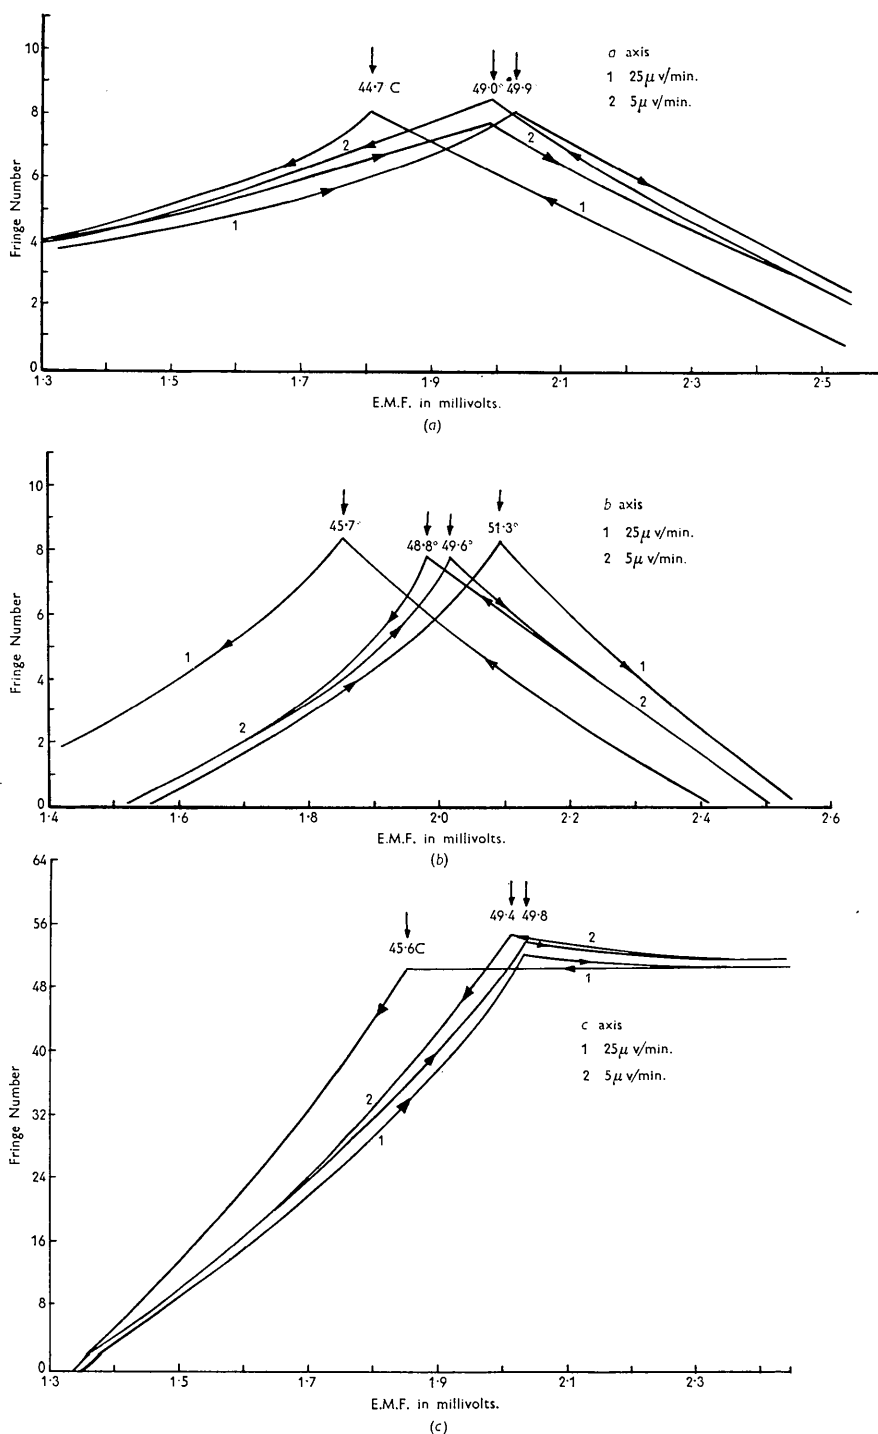 10
8
6
4
2
0
Fringe Number
44·7 C
49·0° 49·9
a axis
1 25μ v/min.
2 5μ v/min.
2
2
1
1
1·3 1·5 1·7 1·9 2·1 2·3 2·5
E.M.F. in millivolts.
(a)
10
8
6
4
2
0
Fringe Number
45·7°
48·8° 49·6°
51·3°
b axis
1 25μ v/min.
2 5μ v/min.
1
1
2
2
1·4 1·6 1·8 2·0 2·2 2·4 2·6
E.M.F. in millivolts.
(b)
64
56
48
40
32
24
16
8
0
Fringe Number
49·4 49·8
45·6C
2
1
c axis
1 25μ v/min.
2 5μ v/min.
2
1
1·3 1·5 1·7 1·9 2·1 2·3
E.M.F. in millivolts.
(c)